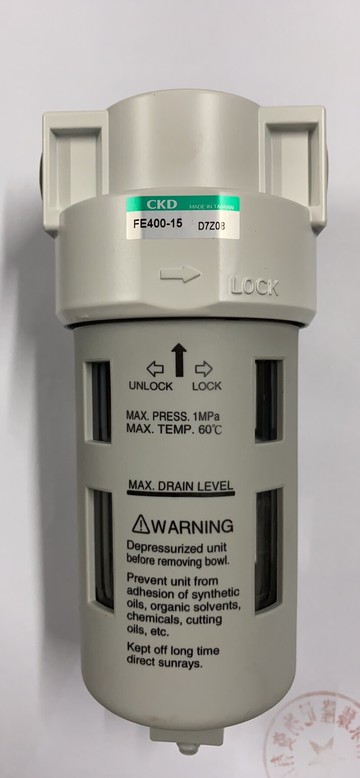 CKD MADE IN TAIWAN
FE400-15 D7Z08
LOCK
UNLOCK LOCK
MAX. PRESS. 1MPa
MAX. TEMP. 60℃
MAX. DRAIN LEVEL
⚠WARNING
Depressurized unit
before removing bowl.
Prevent unit from
adhesion of synthetic
oils, organic solvents,
chemicals, cutting
oils, etc.
Kept off long time
direct sunrays.